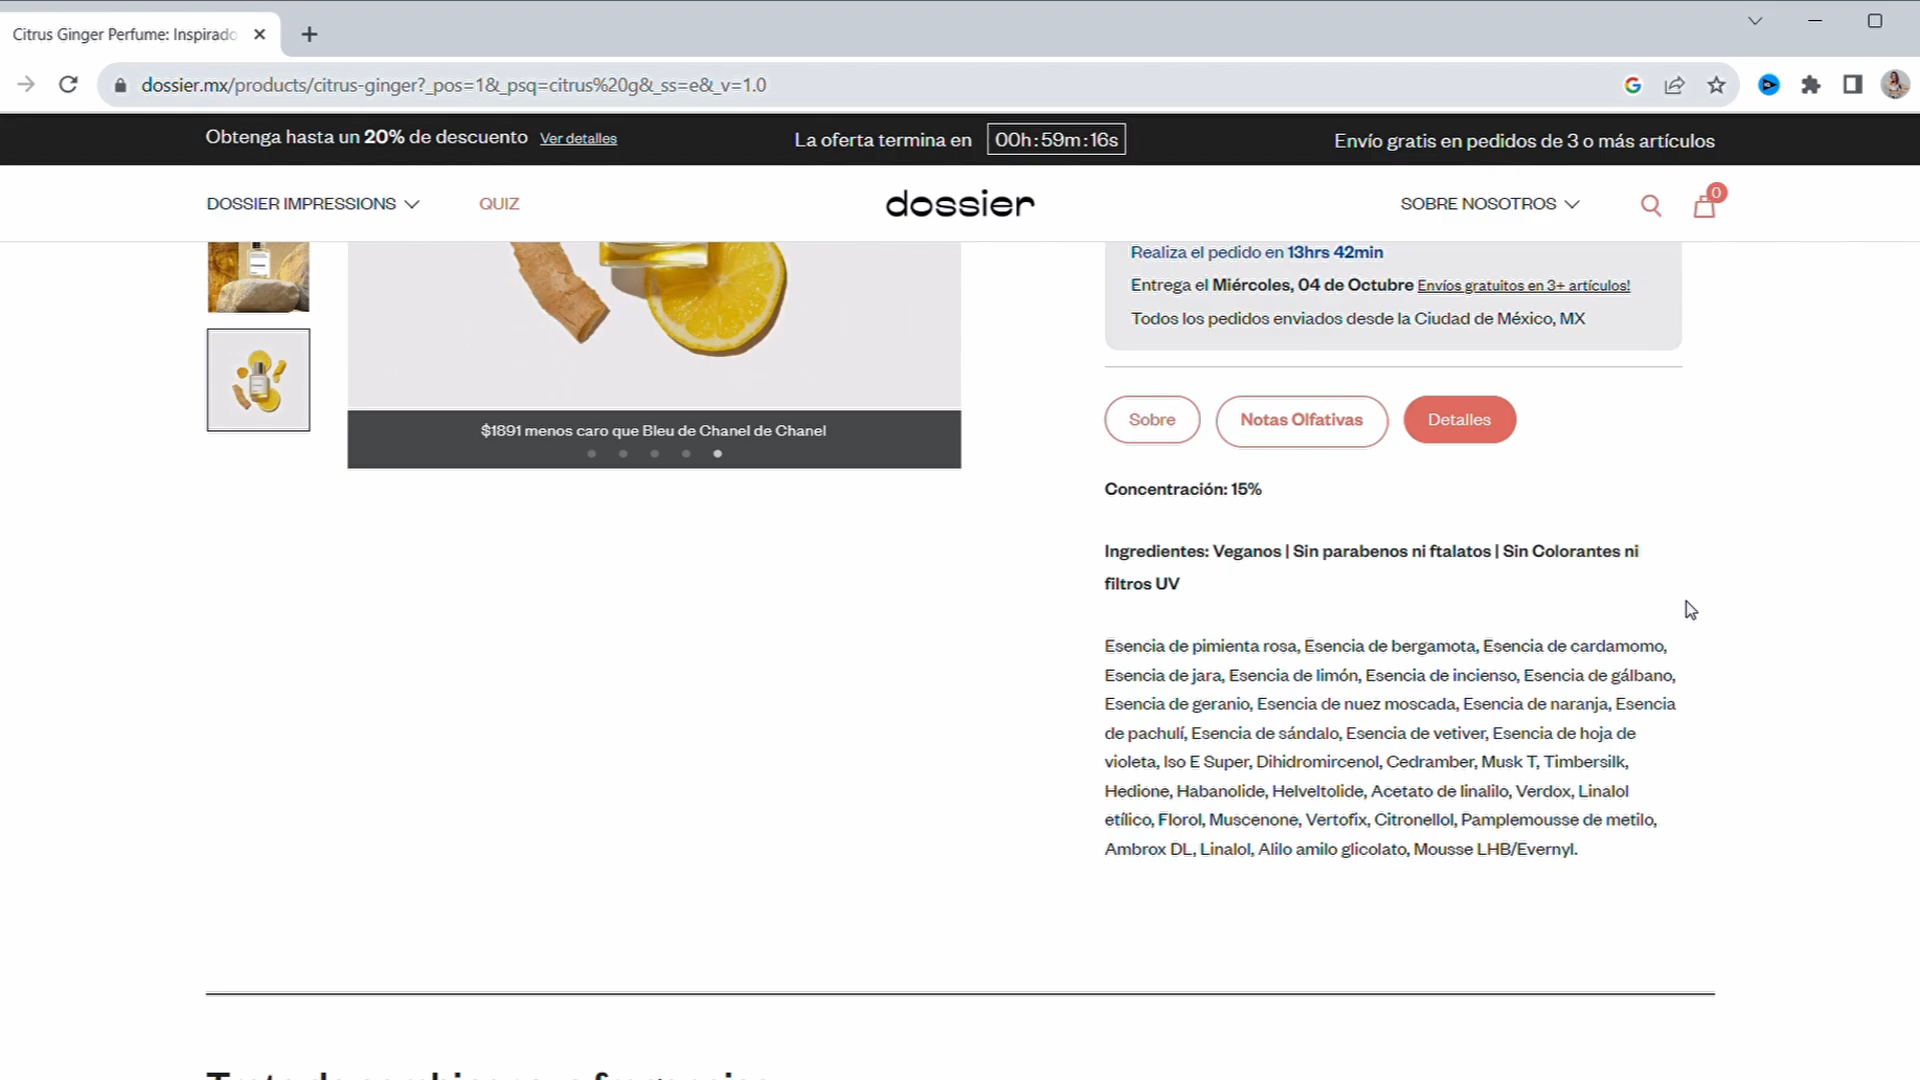 Citrus Ginger Perfume: Inspirado
dossier.mx/products/citrus-ginger?_pos=1&_psq=citrus%20g&_ss=e&_v=1.0
Obtenga hasta un 20% de descuento Ver detalles
La oferta termina en 00h:59m:16s
Envío gratis en pedidos de 3 o más artículos
DOSSIER IMPRESSIONS
QUIZ
dossier
SOBRE NOSOTROS
0
Realiza el pedido en 13hrs 42min
Entrega el Miércoles, 04 de Octubre Envíos gratuitos en 3+ artículos!
Todos los pedidos enviados desde la Ciudad de México, MX
$1891 menos caro que Bleu de Chanel de Chanel
Sobre
Notas Olfativas
Detalles
Concentración: 15%
Ingredientes: Veganos | Sin parabenos ni ftalatos | Sin Colorantes ni
filtros UV
Esencia de pimienta rosa, Esencia de bergamota, Esencia de cardamomo,
Esencia de jara, Esencia de limón, Esencia de incienso, Esencia de gálbano,
Esencia de geranio, Esencia de nuez moscada, Esencia de naranja, Esencia
de pachulí, Esencia de sándalo, Esencia de vetiver, Esencia de hoja de
violeta, Iso E Super, Dihidromircenol, Cedramber, Musk T, Timbersilk,
Hedione, Habanolide, Helveltolide, Acetato de linalilo, Verdox, Linalol
etílico, Florol, Muscenone, Vertofix, Citronellol, Pamplemousse de metilo,
Ambrox DL, Linalol, Alilo amilo glicolato, Mousse LHB/Evernyl.